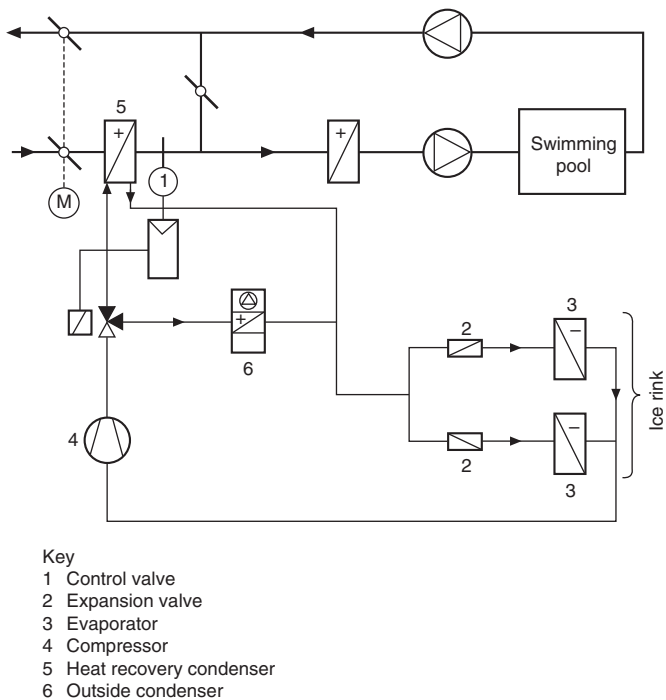 5
+
+
1
M
Swimming
pool
+
6
2
3
−
2
−
3
Ice rink
4
Key
1 Control valve
2 Expansion valve
3 Evaporator
4 Compressor
5 Heat recovery condenser
6 Outside condenser